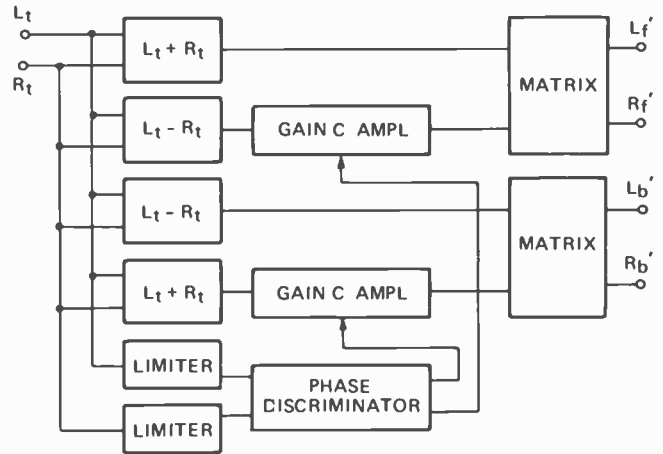 Lt
Rt
Lt + Rt
Lt - Rt
GAIN C AMPL
MATRIX
Lf'
Rf'
Lt - Rt
Lt + Rt
GAIN C AMPL
MATRIX
Lb'
Rb'
LIMITER
LIMITER
PHASE
DISCRIMINATOR